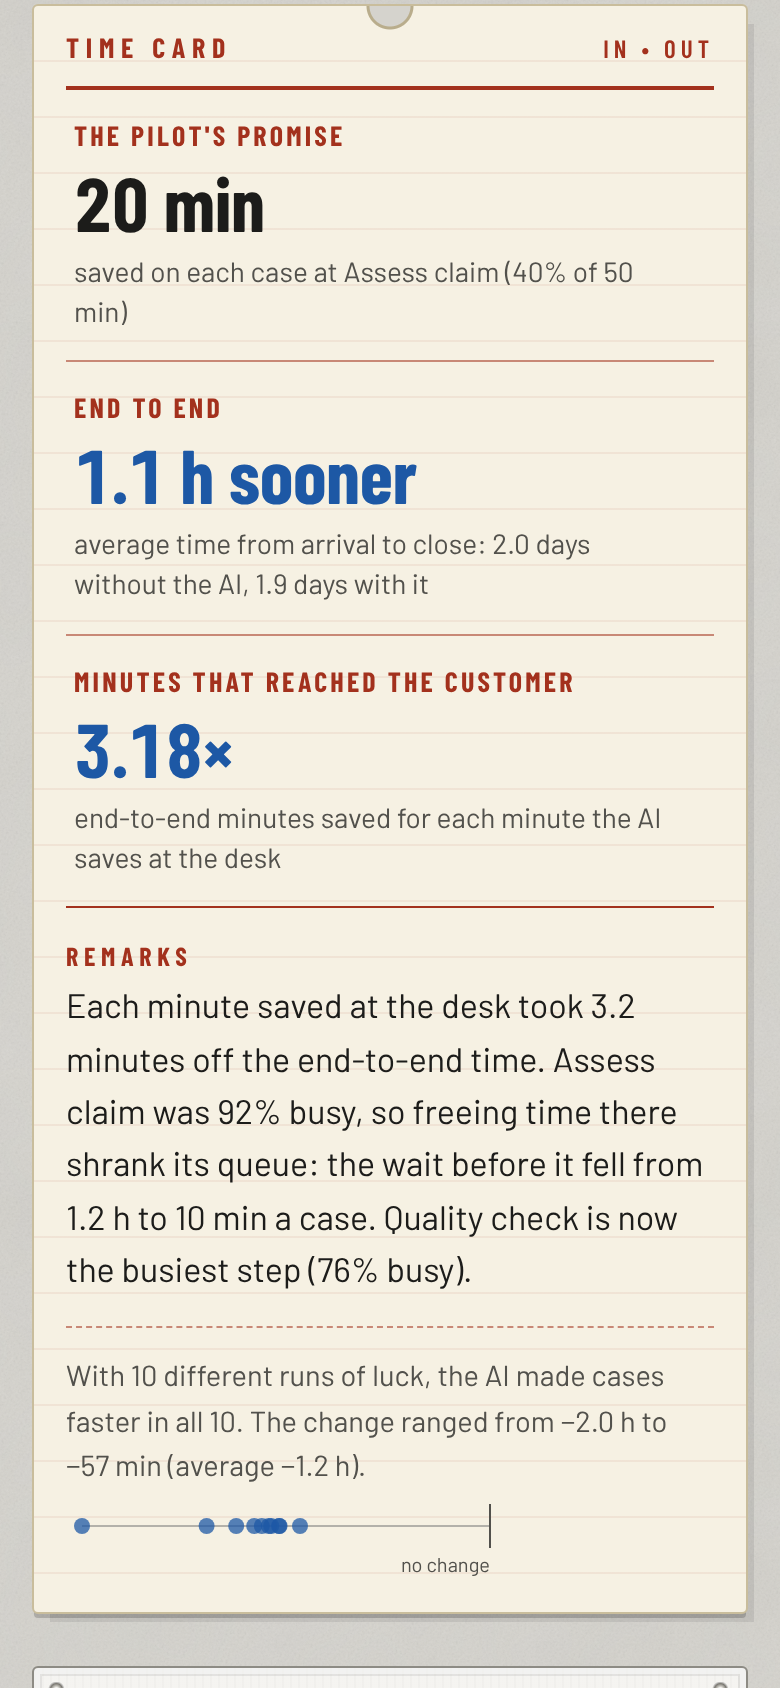 TIME CARD
IN • OUT
THE PILOT'S PROMISE
20 min
saved on each case at Assess claim (40% of 50
min)
END TO END
1.1 h sooner
average time from arrival to close: 2.0 days
without the AI, 1.9 days with it
MINUTES THAT REACHED THE CUSTOMER
3.18×
end-to-end minutes saved for each minute the AI
saves at the desk
REMARKS
Each minute saved at the desk took 3.2
minutes off the end-to-end time. Assess
claim was 92% busy, so freeing time there
shrank its queue: the wait before it fell from
1.2 h to 10 min a case. Quality check is now
the busiest step (76% busy).
With 10 different runs of luck, the AI made cases
faster in all 10. The change ranged from −2.0 h to
−57 min (average −1.2 h).
no change